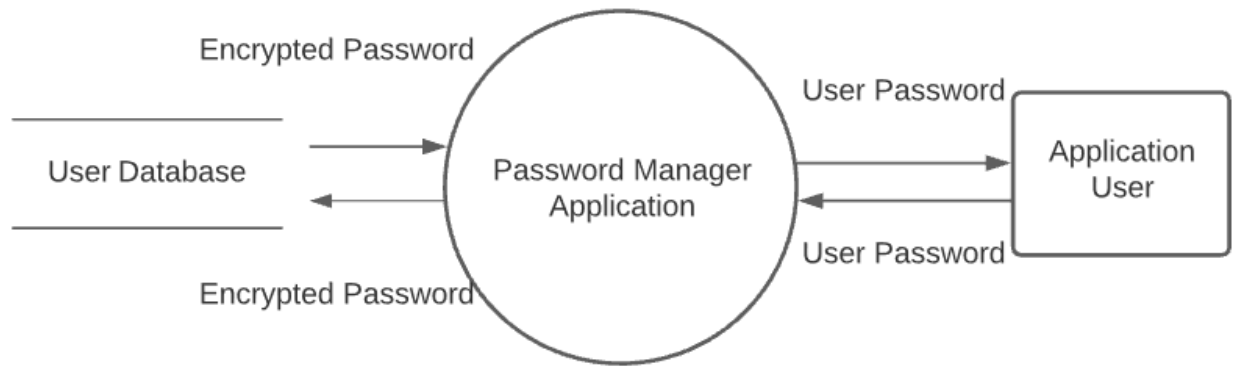 Encrypted Password
User Password
User Database
Password Manager
Application
Application
User
User Password
Encrypted Password